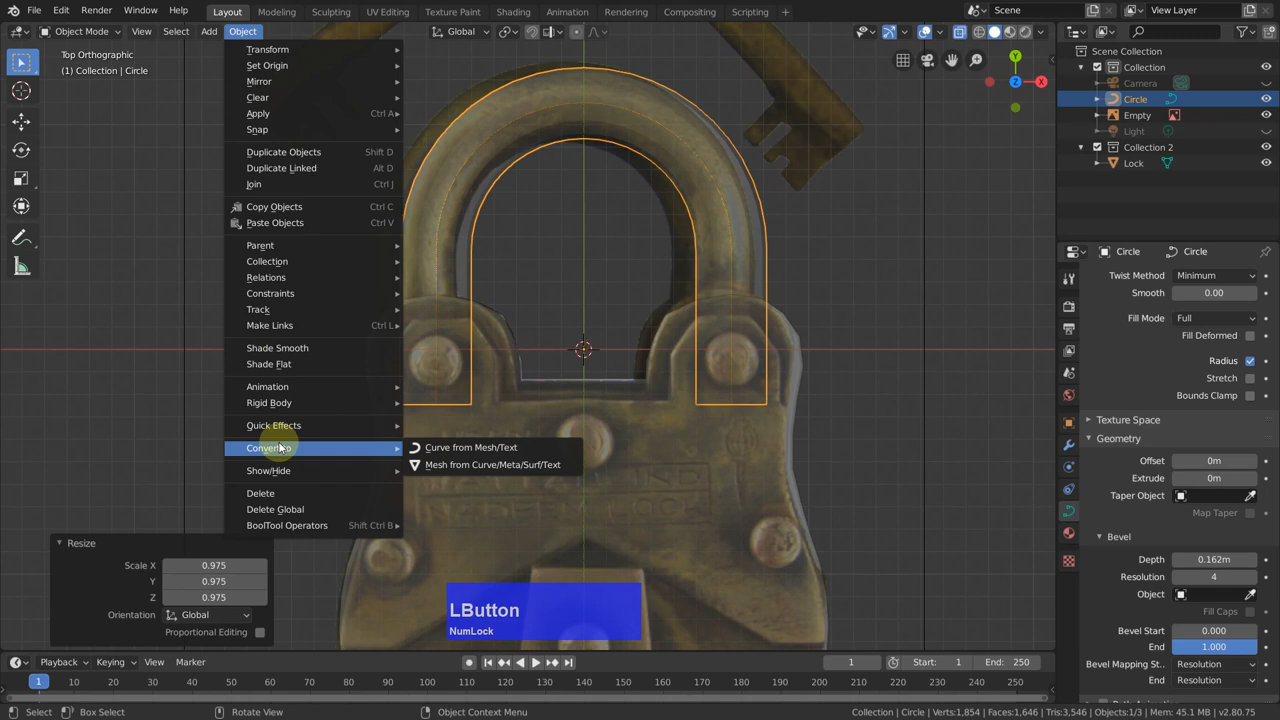 File Edit Render Window Help Layout Modeling Sculpting UV Editing Texture Paint Shading Animation Rendering Compositing Scripting + Scene View Layer
Object Mode View Select Add Object Global
Top Orthographic
(1) Collection | Circle
Transform
Set Origin
Mirror
Clear
Apply Ctrl A
Snap
Duplicate Objects Shift D
Duplicate Linked Alt D
Join Ctrl J
Copy Objects Ctrl C
Paste Objects Ctrl V
Parent
Collection
Relations
Constraints
Track
Make Links Ctrl L
Shade Smooth
Shade Flat
Animation
Rigid Body
Quick Effects
Convert to
Show/Hide
Delete
Delete Global
BoolTool Operators Shift Ctrl B
Curve from Mesh/Text
Mesh from Curve/Meta/Surf/Text
Y
Z
X
Resize
Scale X 0.975
Y 0.975
Z 0.975
Orientation Global
Proportional Editing
LButton
NumLock
Scene Collection
Collection
Camera
Circle
Empty
Light
Collection 2
Lock
Circle Circle
Twist Method Minimum
Smooth 0.00
Fill Mode Full
Fill Deformed
Radius
Stretch
Bounds Clamp
Texture Space
Geometry
Offset 0m
Extrude 0m
Taper Object
Map Taper
Bevel
Depth 0.162m
Resolution 4
Object
Fill Caps
Bevel Start 0.000
End 1.000
Bevel Mapping St.. Resolution
End Resolution
Playback Keying View Marker 1 Start: 1 End: 250
1 10 20 30 40 50 60 70 80 90 100 110 120 130 140 150 160 170 180 190 200 210 220 230 240 250
Select Box Select Rotate View Object Context Menu Collection | Circle | Verts:1,854 | Faces:1,646 | Tris:3,546 | Objects:1/3 | Mem: 45.1 MB | v2.80.75